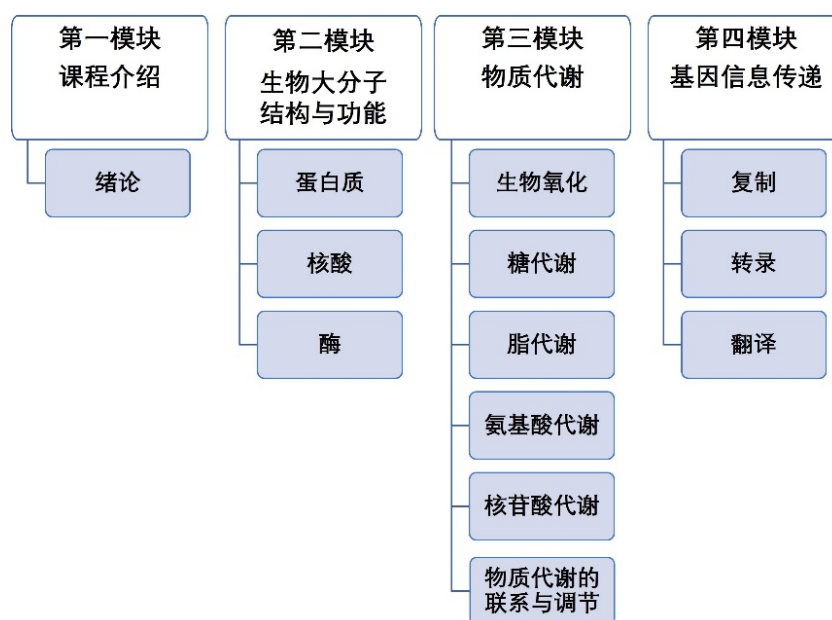 第一模块
课程介绍
绪论
第二模块
生物大分子
结构与功能
蛋白质
核酸
酶
第三模块
物质代谢
生物氧化
糖代谢
脂代谢
氨基酸代谢
核苷酸代谢
物质代谢的
联系与调节
第四模块
基因信息传递
复制
转录
翻译